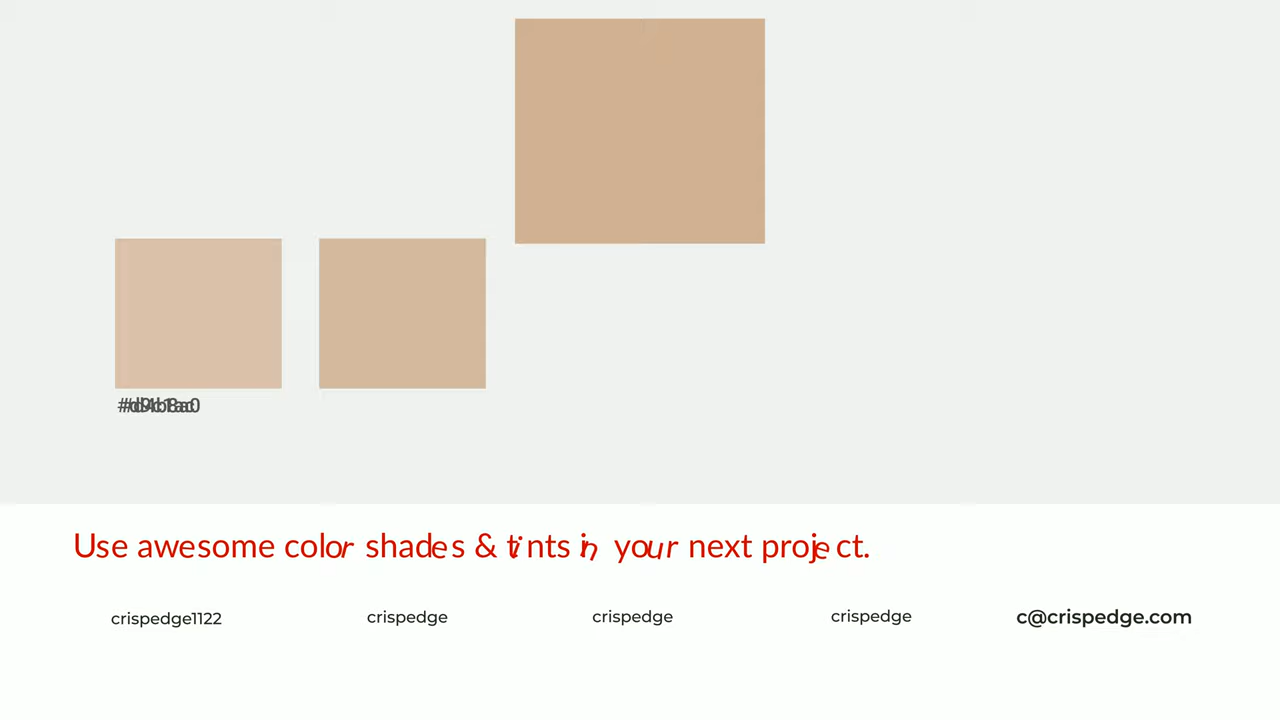 Use awesome color shades & tints in your next project.
crispedge1122 crispedge crispedge crispedge c@crispedge.com